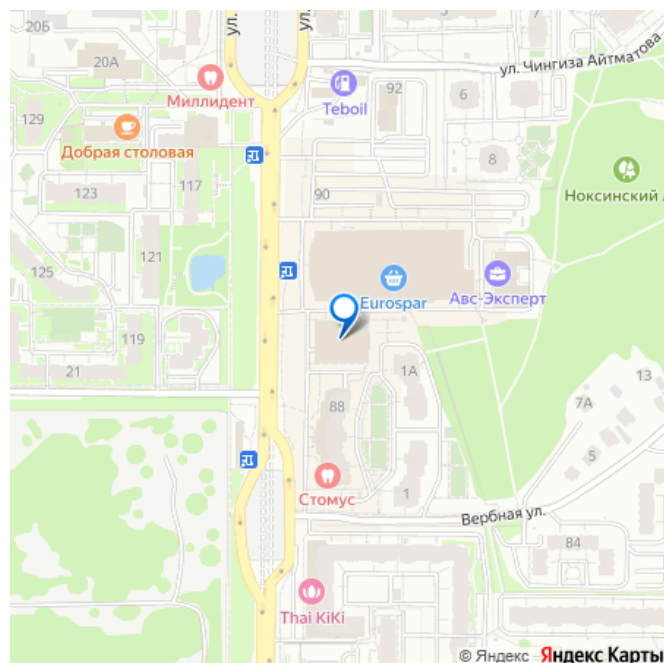 ул.
ул.
20Б
20А
ул. Чингиза Айтматова
Миллидент
92
6
Teboil
129
Добрая столовая
8
Ноксинский л
123
117
90
121
125
Eurospar
Авс-Эксперт
119
21
1А
13
88
7А
5
Стомус
1
Вербная ул.
84
Thai KiKi
© Яндекс Яндекс Карты